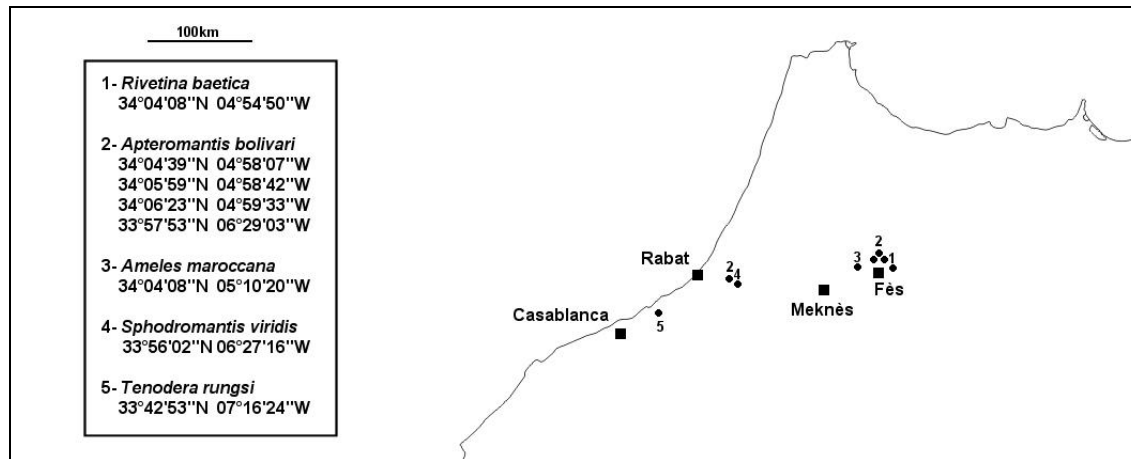 100km
1- Rivetina baetica
34°04'08''N 04°54'50''W
2- Apteromantis bolivari
34°04'39''N 04°58'07''W
34°05'59''N 04°58'42''W
34°06'23''N 04°59'33''W
33°57'53''N 06°29'03''W
3- Ameles maroccana
34°04'08''N 05°10'20''W
4- Sphodromantis viridis
33°56'02''N 06°27'16''W
5- Tenodera rungsi
33°42'53''N 07°16'24''W
2
3
1
Rabat
2
4
Fès
Meknès
Casablanca
5